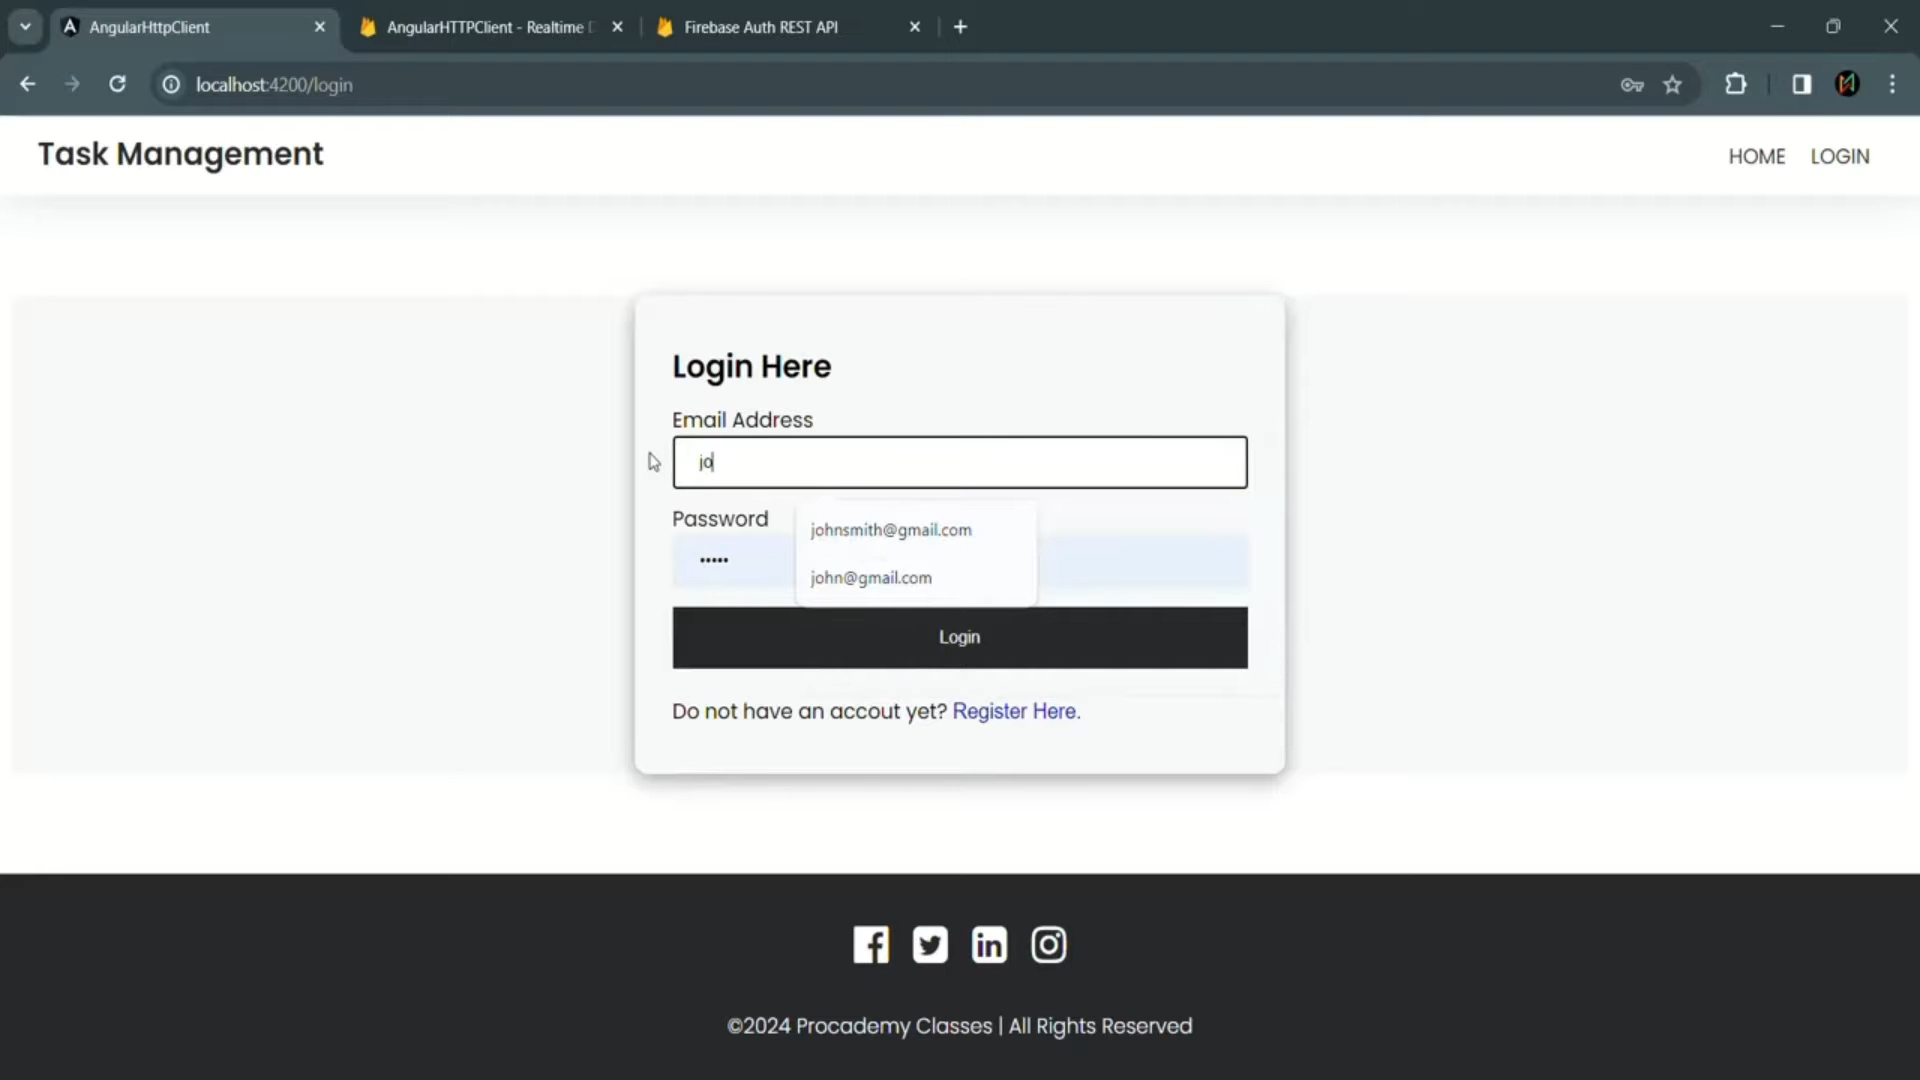 AngularHttpClient
AngularHTTPClient - Realtime
Firebase Auth REST API
localhost:4200/login
Task Management
HOME
LOGIN
Login Here
Email Address
jo
Password
•••••
johnsmith@gmail.com
john@gmail.com
Login
Do not have an accout yet? Register Here.
©2024 Procademy Classes | All Rights Reserved